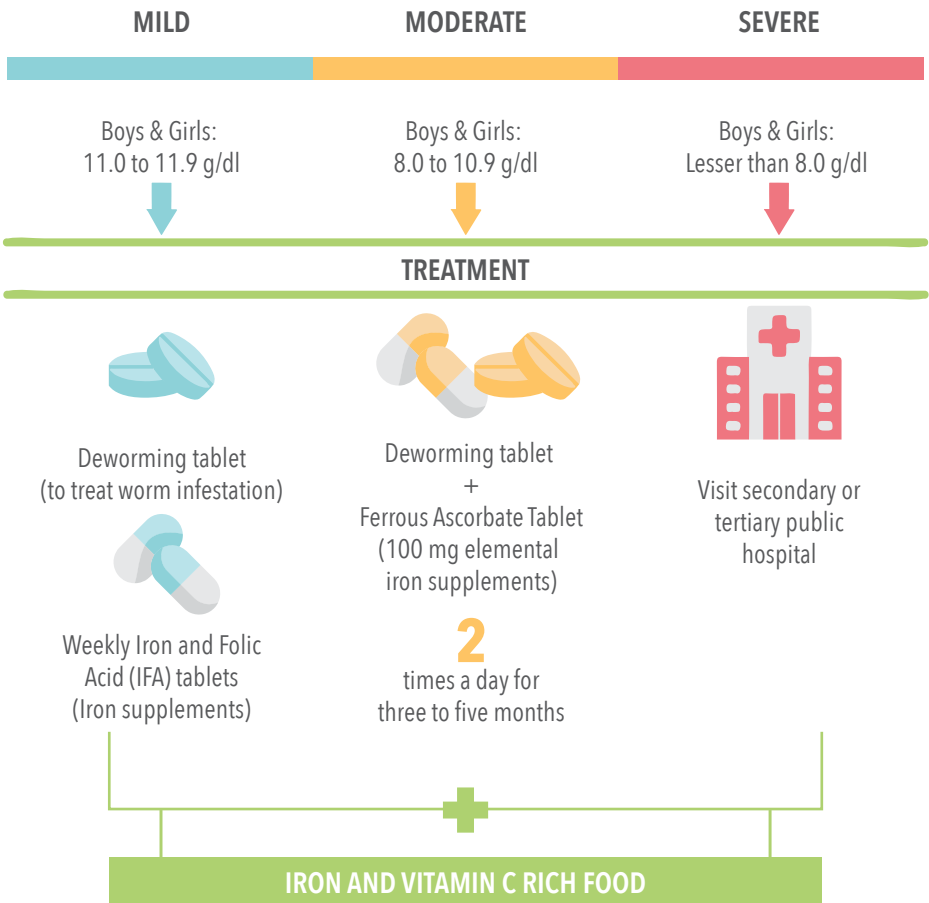 MILD
MODERATE
SEVERE
Boys & Girls:
11.0 to 11.9 g/dl
Boys & Girls:
8.0 to 10.9 g/dl
Boys & Girls:
Lesser than 8.0 g/dl
TREATMENT
Deworming tablet
(to treat worm infestation)
Weekly Iron and Folic
Acid (IFA) tablets
(Iron supplements)
Deworming tablet
+
Ferrous Ascorbate Tablet
(100 mg elemental
iron supplements)
2
times a day for
three to five months
Visit secondary or
tertiary public
hospital
IRON AND VITAMIN C RICH FOOD